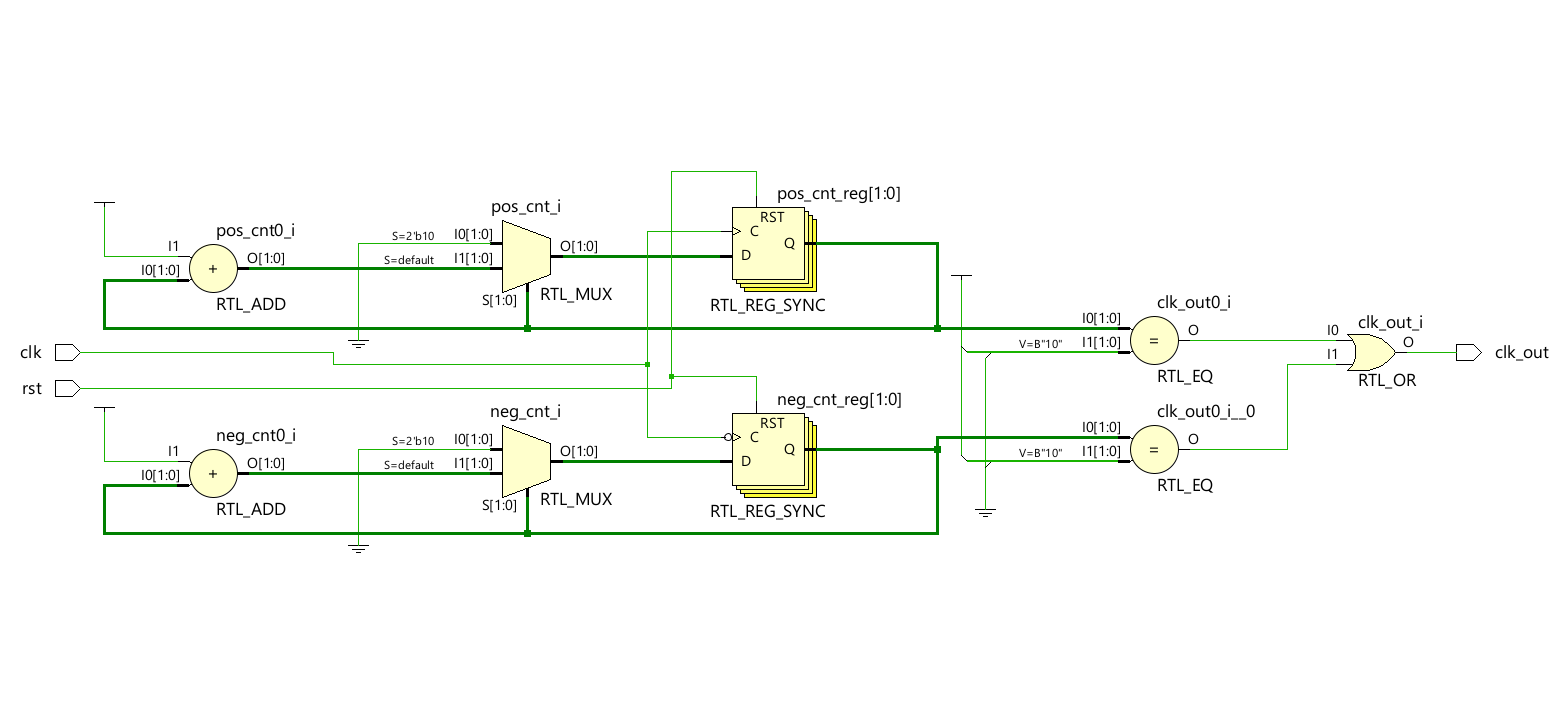 pos_cnt0_i
I1
I0[1:0]
+
O[1:0]
RTL_ADD
pos_cnt_i
S=2'b10
I0[1:0]
S=default
I1[1:0]
O[1:0]
S[1:0]
RTL_MUX
pos_cnt_reg[1:0]
RST
C
Q
D
RTL_REG_SYNC
clk
rst
neg_cnt0_i
I1
I0[1:0]
+
O[1:0]
RTL_ADD
neg_cnt_i
S=2'b10
I0[1:0]
S=default
I1[1:0]
O[1:0]
S[1:0]
RTL_MUX
neg_cnt_reg[1:0]
RST
C
Q
D
RTL_REG_SYNC
clk_out0_i
I0[1:0]
V=B"10"
I1[1:0]
=
O
RTL_EQ
clk_out0_i__0
I0[1:0]
V=B"10"
I1[1:0]
=
O
RTL_EQ
clk_out_i
I0
I1
O
RTL_OR
clk_out